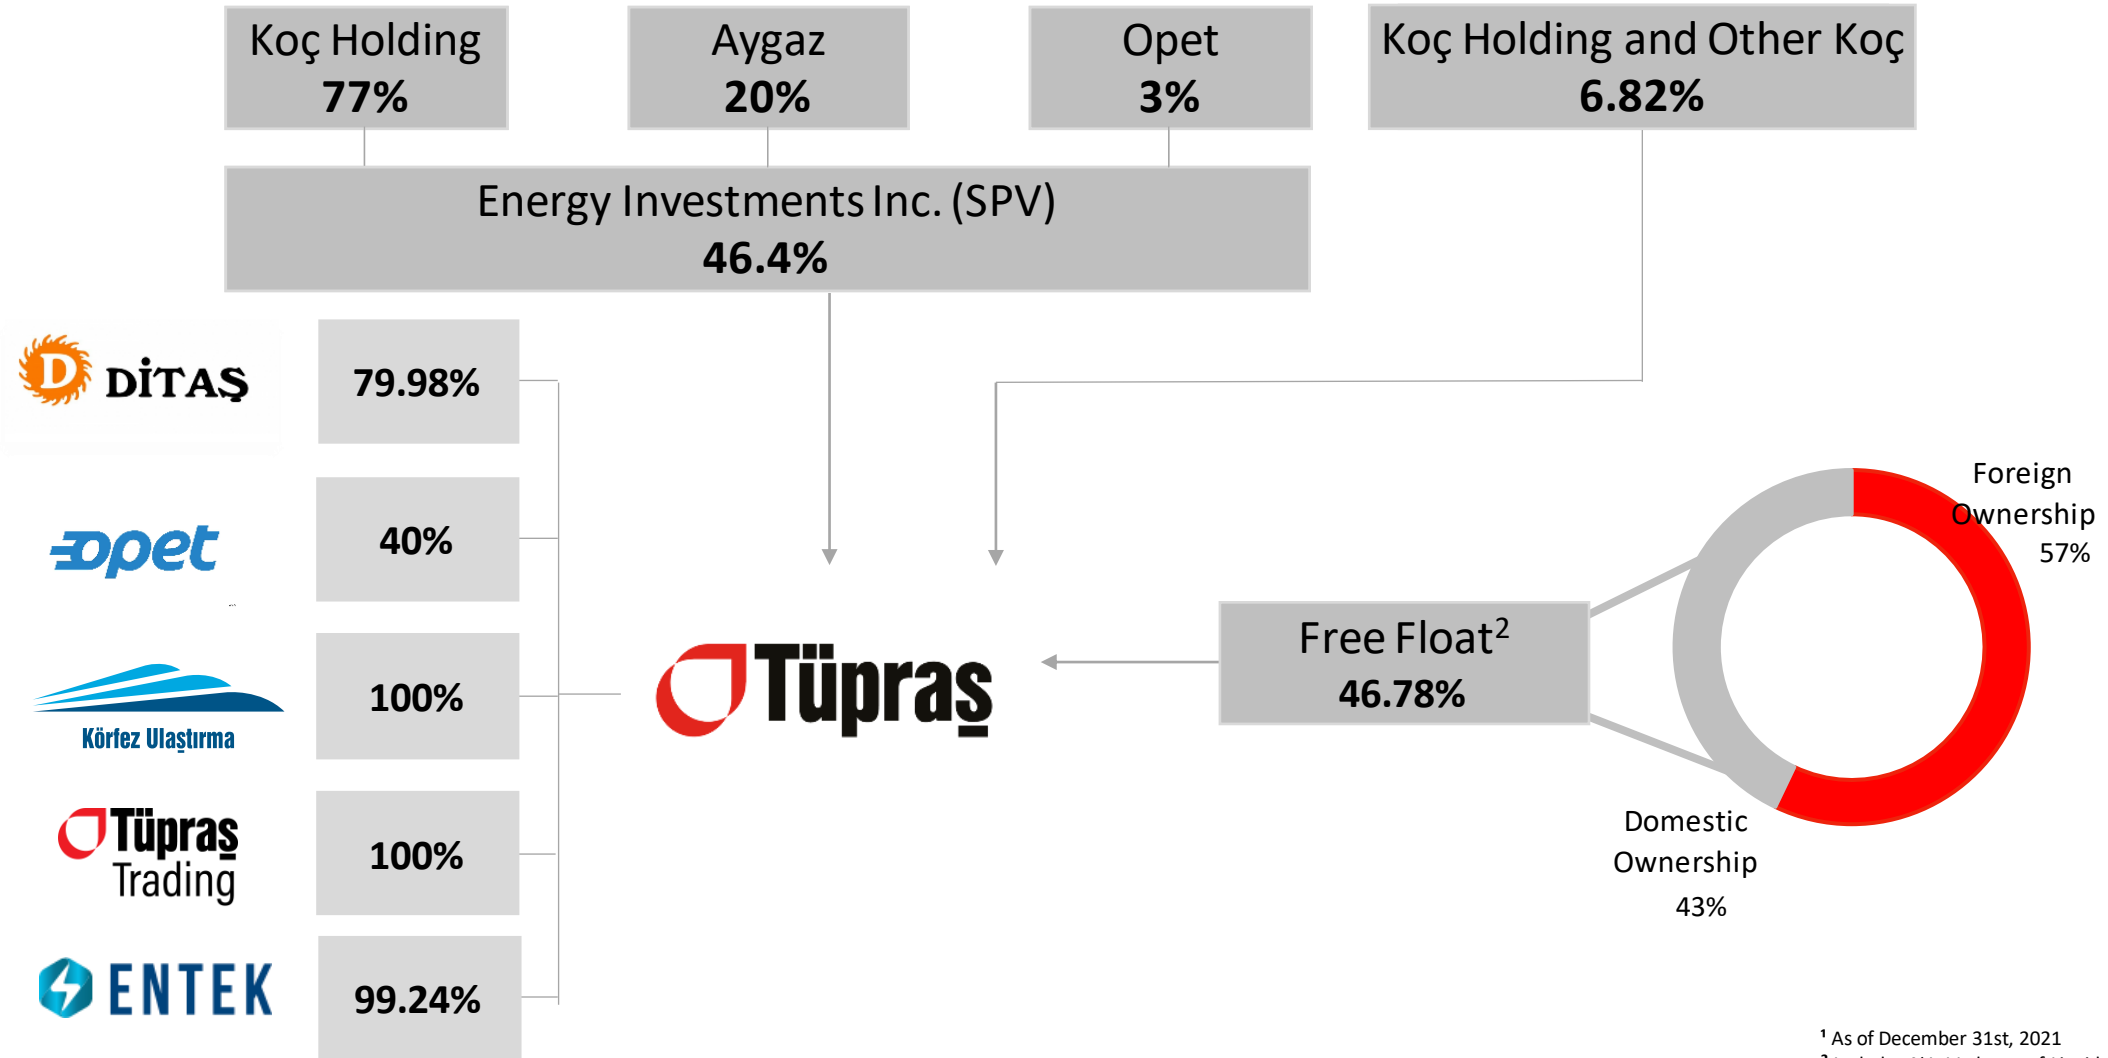 Koç Holding
77%
Aygaz
20%
Opet
3%
Koç Holding and Other Koç
6.82%
Energy Investments Inc. (SPV)
46.4%
D DİTAŞ
79.98%
opet
40%
Körfez Ulaştırma
100%
Tüpraş
Trading
100%
ENTEK
99.24%
Tüpraş
Free Float²
46.78%
Foreign
Ownership
57%
Domestic
Ownership
43%
¹ As of December 31st, 2021